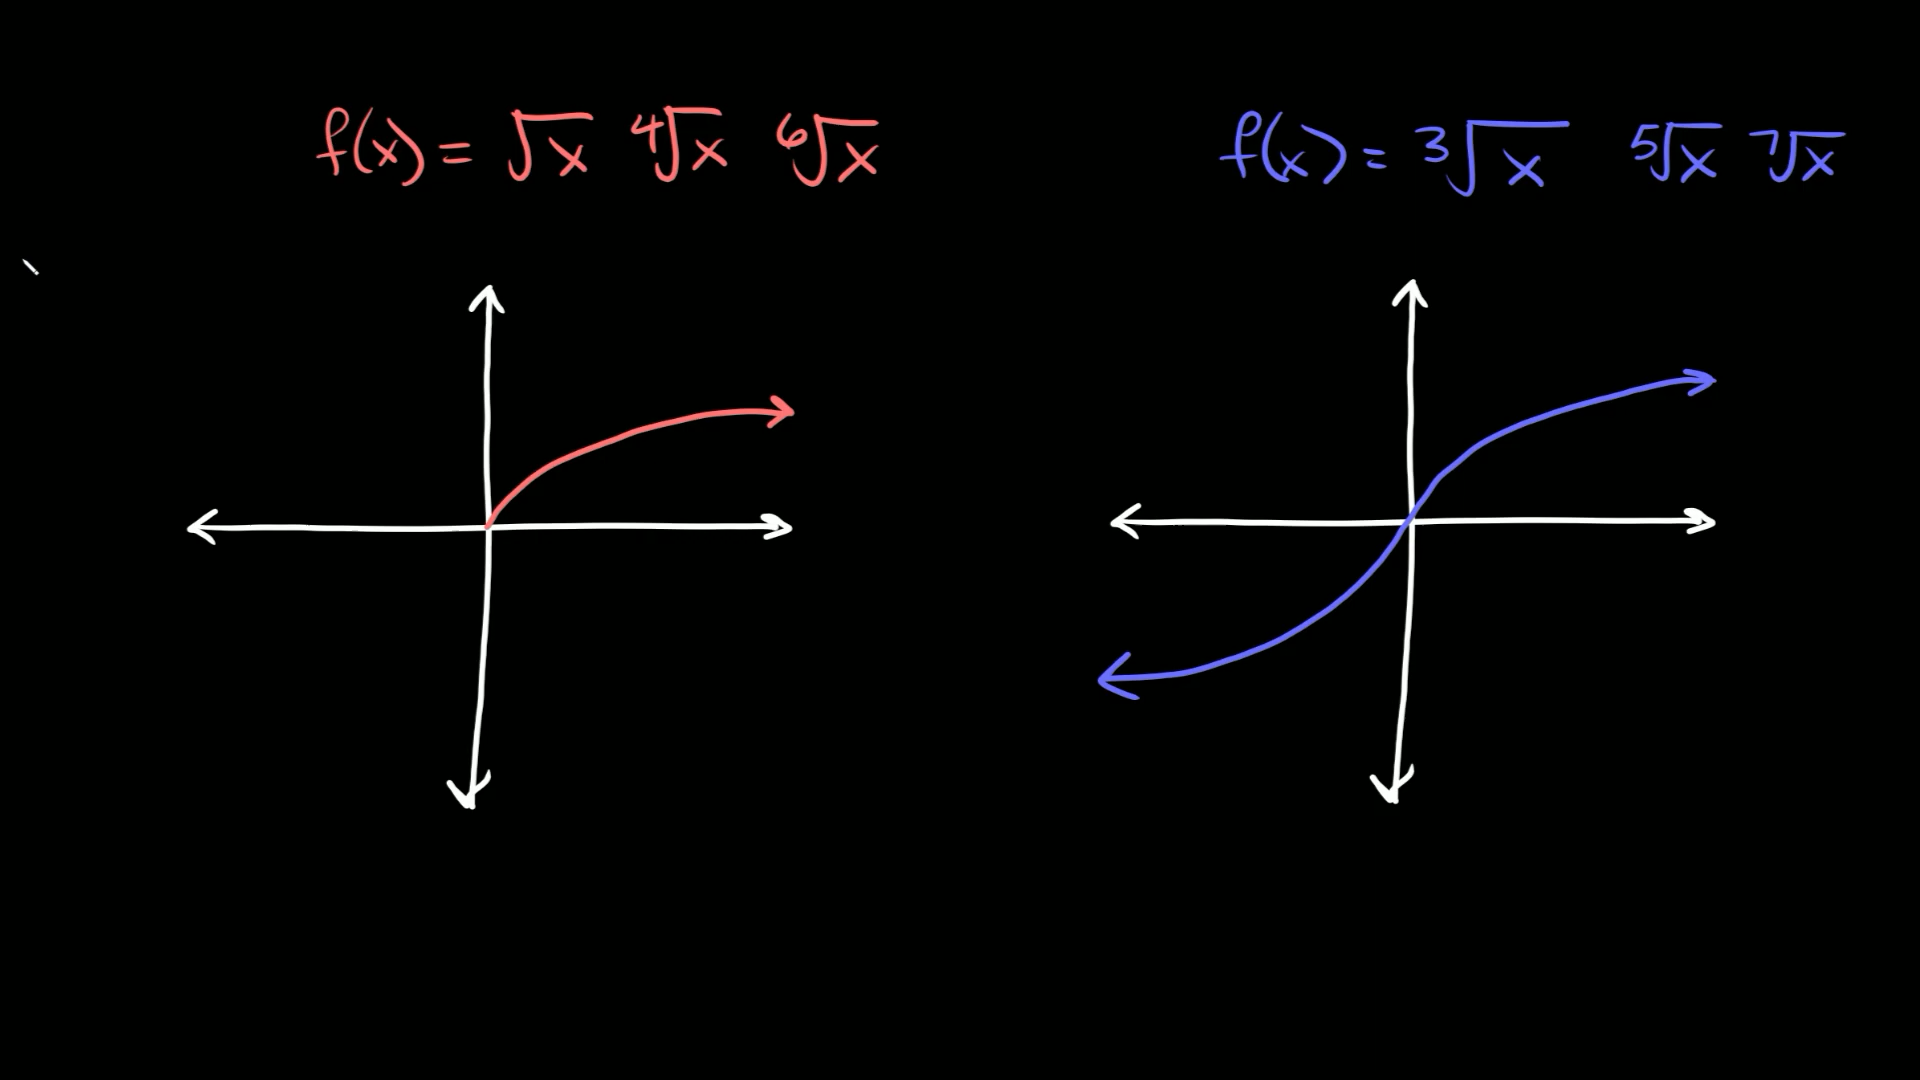 f(x) = √x ⁴√x ⁶√x
f(x) = ³√x ⁵√x ⁷√x